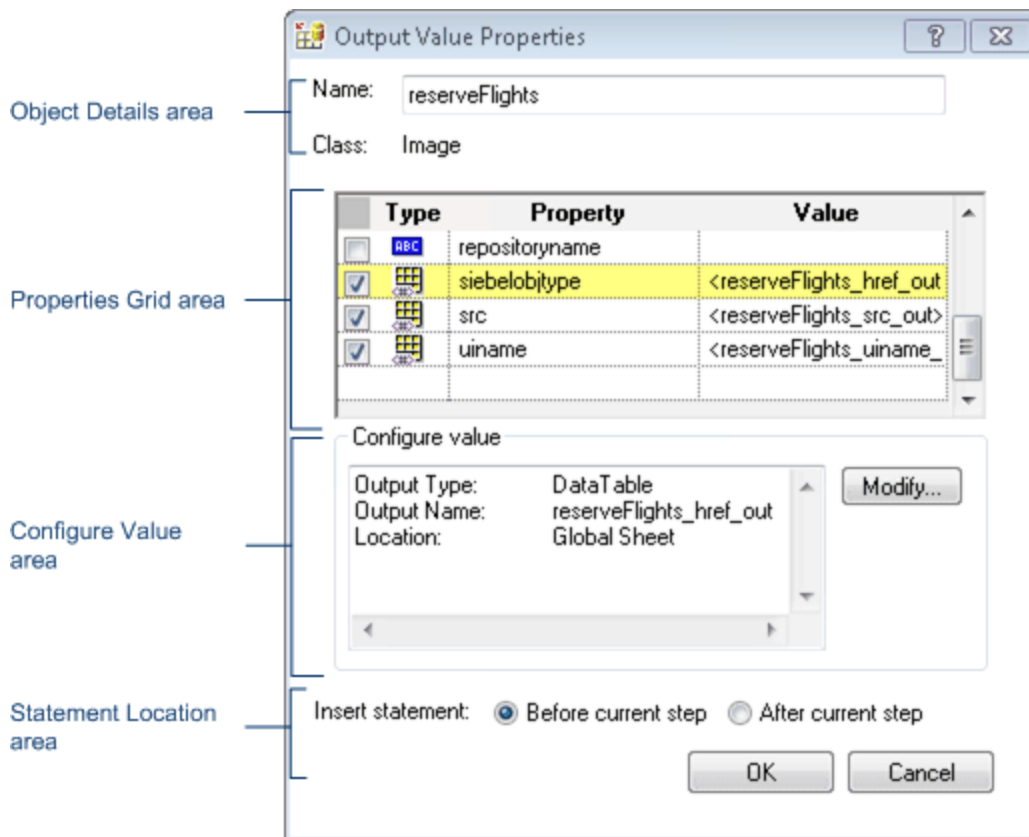 Output Value Properties
Object Details area
Name: reserveFlights
Class: Image
Properties Grid area
Type Property Value
ABC repositoryname
siebelobjtype <reserveFlights_href_out
src <reserveFlights_src_out>
uiname <reserveFlights_uiname_
Configure Value
area
Configure value
Output Type: DataTable
Output Name: reserveFlights_href_out
Location: Global Sheet
Modify...
Statement Location
area
Insert statement: Before current step After current step
OK Cancel